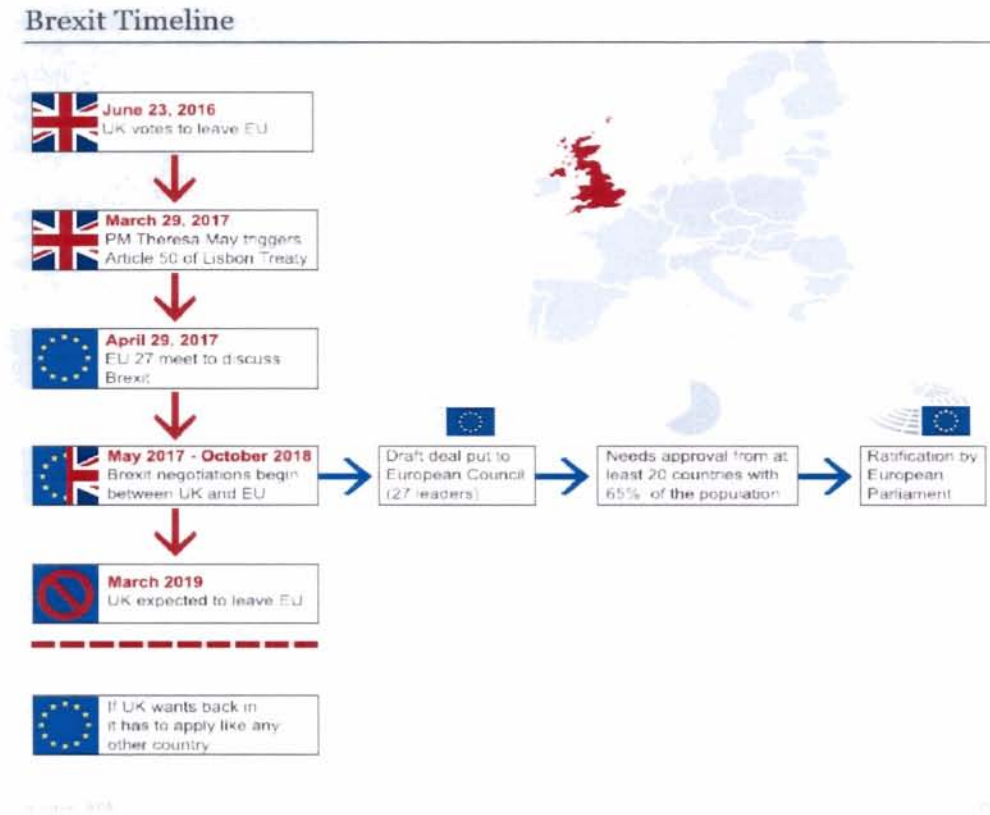 Brexit Timeline
June 23, 2016
UK votes to leave EU
March 29, 2017
PM Theresa May triggers
Article 50 of Lisbon Treaty
April 29, 2017
EU 27 meet to discuss
Brexit
May 2017 - October 2018
Brexit negotiations begin
between UK and EU
Draft deal put to
European Council
(27 leaders)
Needs approval from at
least 20 countries with
65% of the population
Ratification by
European
Parliament
March 2019
UK expected to leave EU
If UK wants back in
it has to apply like any
other country